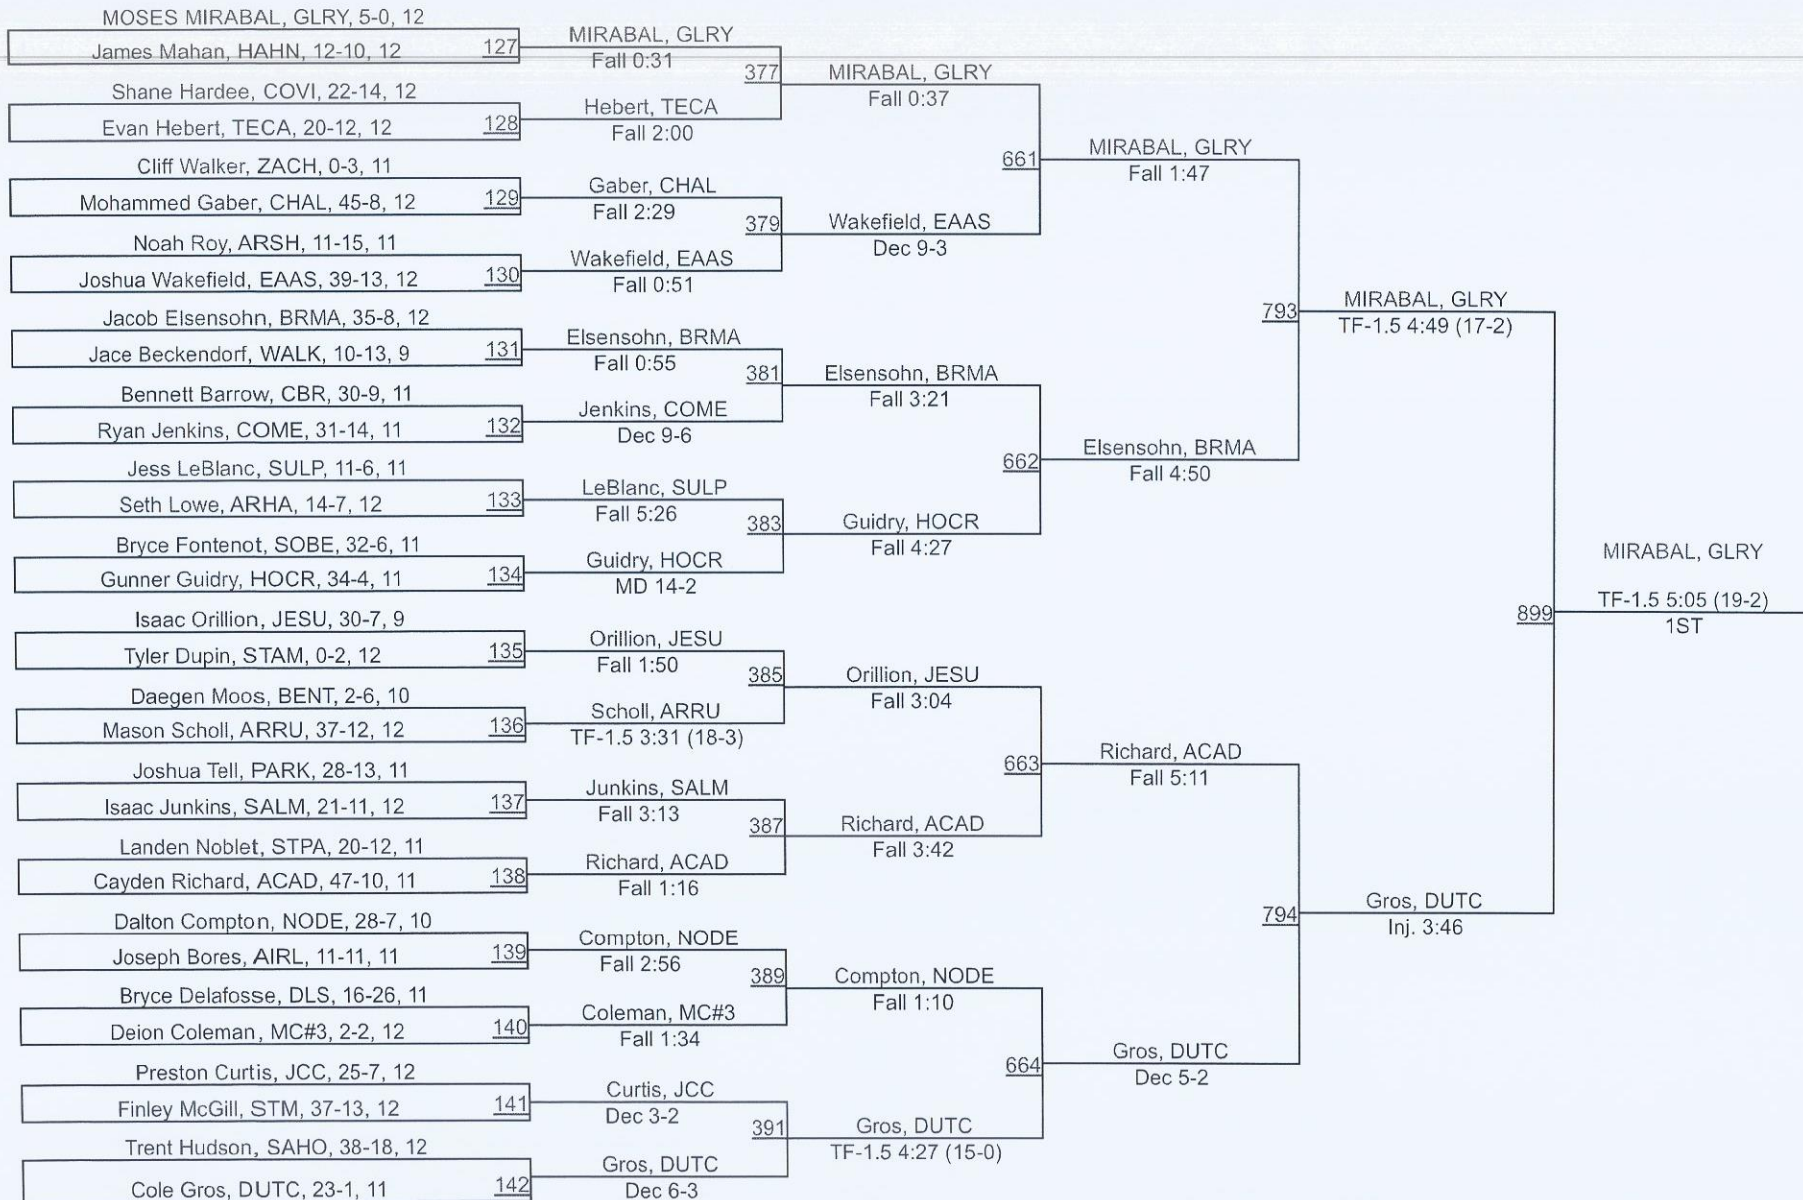 MOSES MIRABAL, GLRY, 5-0, 12
James Mahan, HAHN, 12-10, 12
127
Shane Hardee, COVI, 22-14, 12
Evan Hebert, TECA, 20-12, 12
128
Cliff Walker, ZACH, 0-3, 11
Mohammed Gaber, CHAL, 45-8, 12
129
Noah Roy, ARSH, 11-15, 11
Joshua Wakefield, EAAS, 39-13, 12
130
Jacob Elsensohn, BRMA, 35-8, 12
Jace Beckendorf, WALK, 10-13, 9
131
Bennett Barrow, CBR, 30-9, 11
Ryan Jenkins, COME, 31-14, 11
132
Jess LeBlanc, SULP, 11-6, 11
Seth Lowe, ARHA, 14-7, 12
133
Bryce Fontenot, SOBE, 32-6, 11
Gunner Guidry, HOCR, 34-4, 11
134
Isaac Orillion, JESU, 30-7, 9
Tyler Dupin, STAM, 0-2, 12
135
Daegen Moos, BENT, 2-6, 10
Mason Scholl, ARRU, 37-12, 12
136
Joshua Tell, PARK, 28-13, 11
Isaac Junkins, SALM, 21-11, 12
137
Landen Noblet, STPA, 20-12, 11
Cayden Richard, ACAD, 47-10, 11
138
Dalton Compton, NODE, 28-7, 10
Joseph Bores, AIRL, 11-11, 11
139
Bryce Delafosse, DLS, 16-26, 11
Deion Coleman, MC#3, 2-2, 12
140
Preston Curtis, JCC, 25-7, 12
Finley McGill, STM, 37-13, 12
141
Trent Hudson, SAHO, 38-18, 12
Cole Gros, DUTC, 23-1, 11
142
MIRABAL, GLRY
Fall 0:31
377
Hebert, TECA
Fall 2:00
Gaber, CHAL
Fall 2:29
379
Wakefield, EAAS
Fall 0:51
Elsensohn, BRMA
Fall 0:55
381
Jenkins, COME
Dec 9-6
LeBlanc, SULP
Fall 5:26
383
Guidry, HOCR
MD 14-2
Orillion, JESU
Fall 1:50
385
Scholl, ARRU
TF-1.5 3:31 (18-3)
Junkins, SALM
Fall 3:13
387
Richard, ACAD
Fall 1:16
Compton, NODE
Fall 2:56
389
Coleman, MC#3
Fall 1:34
Curtis, JCC
Dec 3-2
391
Gros, DUTC
Dec 6-3
MIRABAL, GLRY
Fall 0:37
661
Wakefield, EAAS
Dec 9-3
Elsensohn, BRMA
Fall 3:21
662
Guidry, HOCR
Fall 4:27
Orillion, JESU
Fall 3:04
663
Richard, ACAD
Fall 3:42
Compton, NODE
Fall 1:10
664
Gros, DUTC
TF-1.5 4:27 (15-0)
MIRABAL, GLRY
Fall 1:47
793
Elsensohn, BRMA
Fall 4:50
Richard, ACAD
Fall 5:11
794
Gros, DUTC
Dec 5-2
MIRABAL, GLRY
TF-1.5 4:49 (17-2)
899
Gros, DUTC
Inj. 3:46
MIRABAL, GLRY
TF-1.5 5:05 (19-2)
1ST